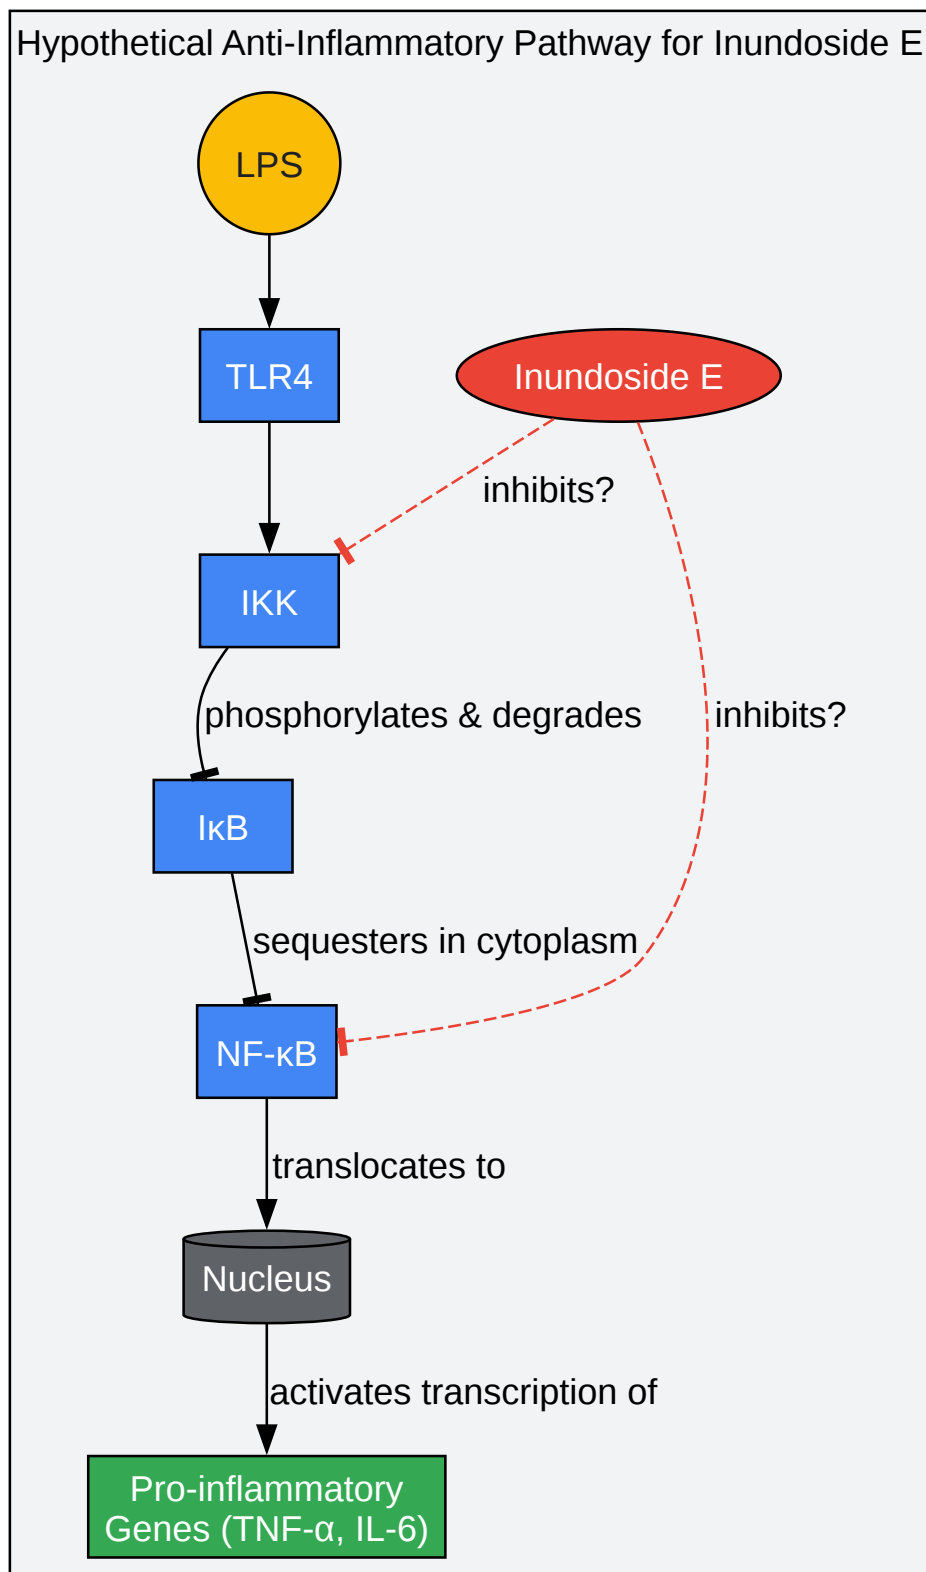 Hypothetical Anti-Inflammatory Pathway for Inundoside E
LPS
TLR4
Inundoside E
inhibits?
IKK
phosphorylates & degrades
inhibits?
IκB
sequesters in cytoplasm
NF-κB
translocates to
Nucleus
activates transcription of
Pro-inflammatory
Genes (TNF-α, IL-6)